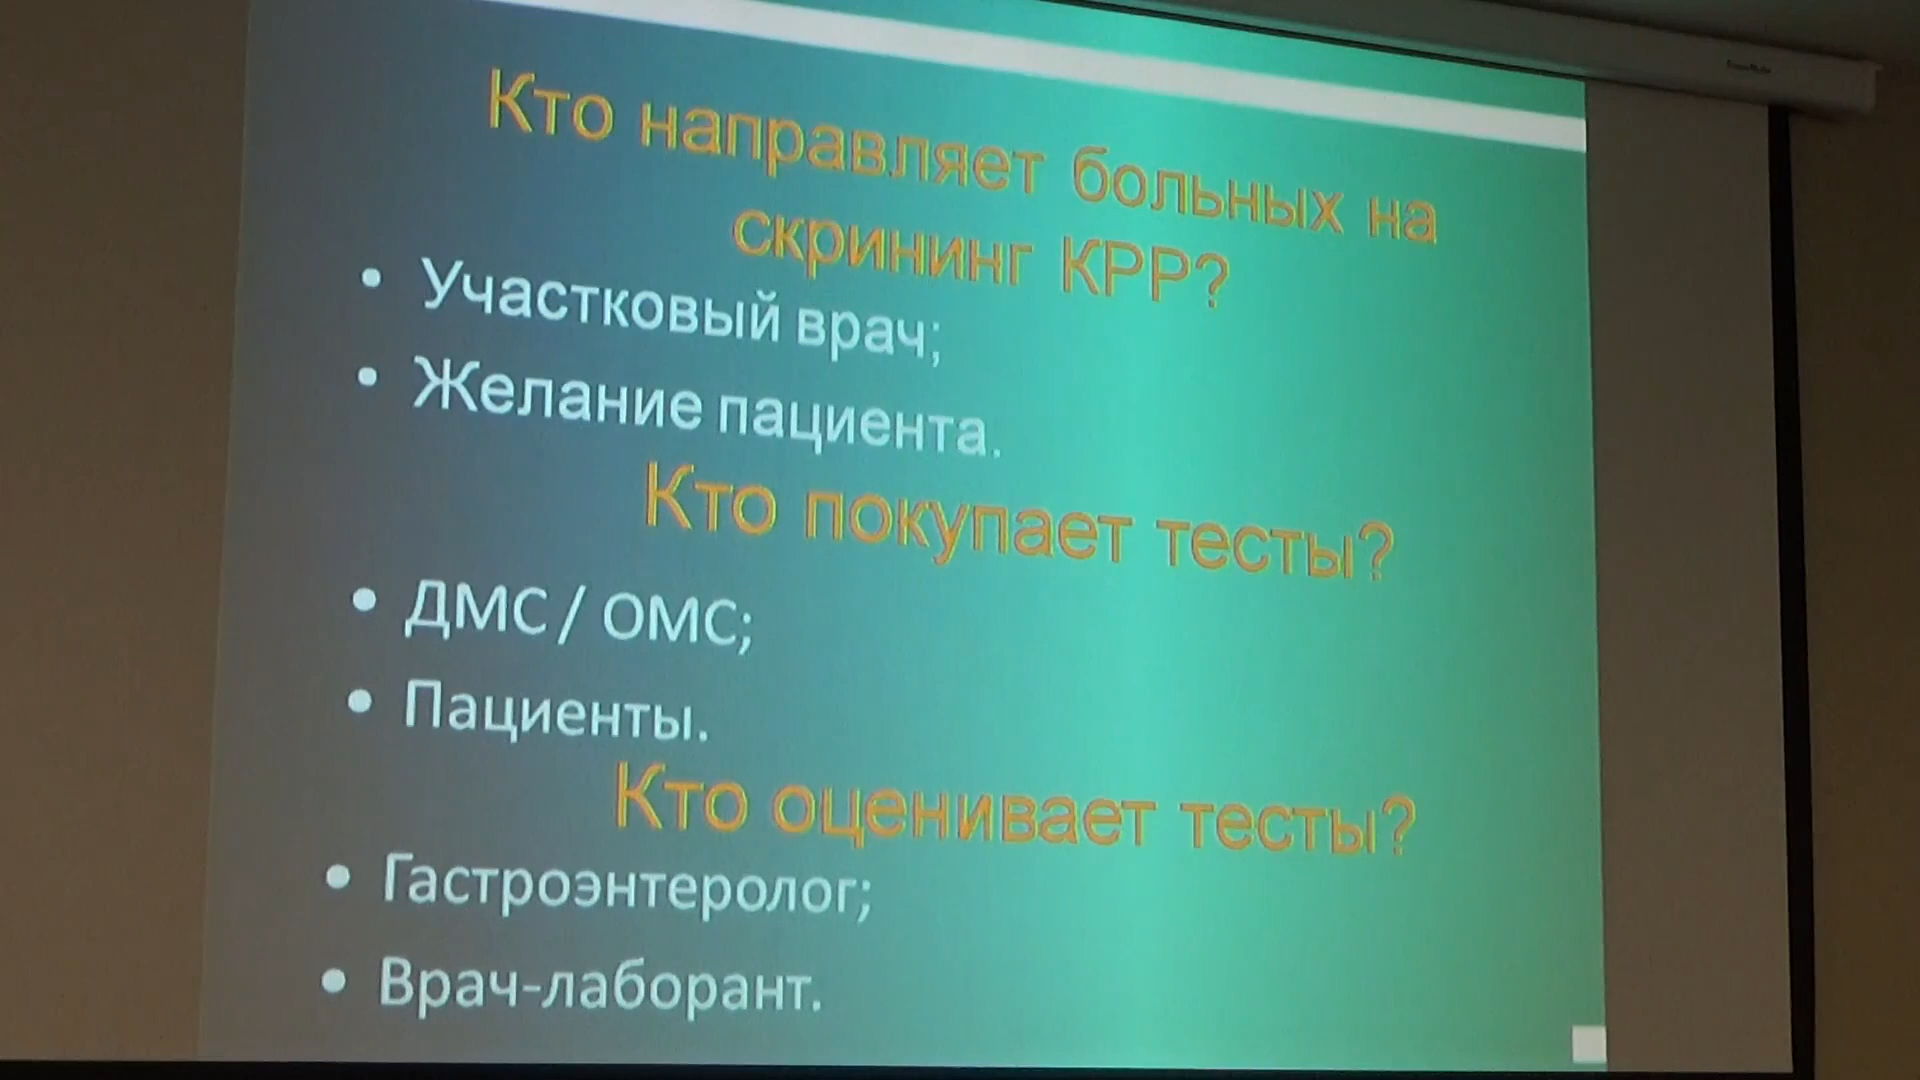 Кто направляет больных на
скрининг КРР?
• Участковый врач;
• Желание пациента.
Кто покупает тесты?
• ДМС / ОМС;
• Пациенты.
Кто оценивает тесты?
• Гастроэнтеролог;
• Врач-лаборант.